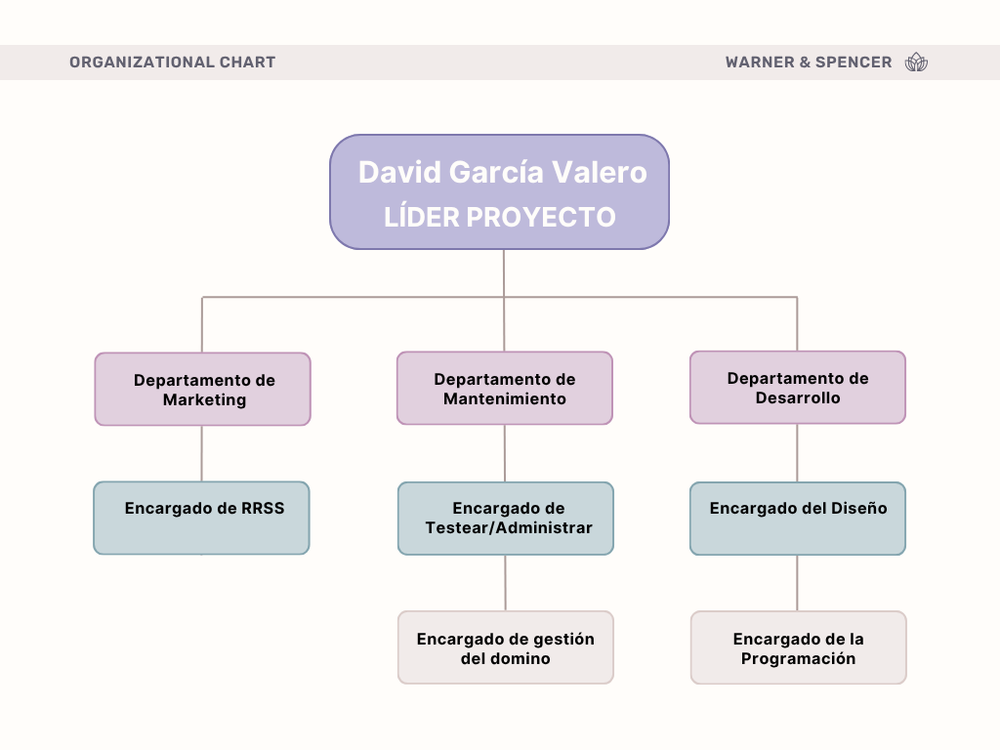 ORGANIZATIONAL CHART
WARNER & SPENCER
David García Valero
LÍDER PROYECTO
Departamento de
Marketing
Departamento de
Mantenimiento
Departamento de
Desarrollo
Encargado de RRSS
Encargado de
Testear/Administrar
Encargado del Diseño
Encargado de gestión
del domino
Encargado de la
Programación